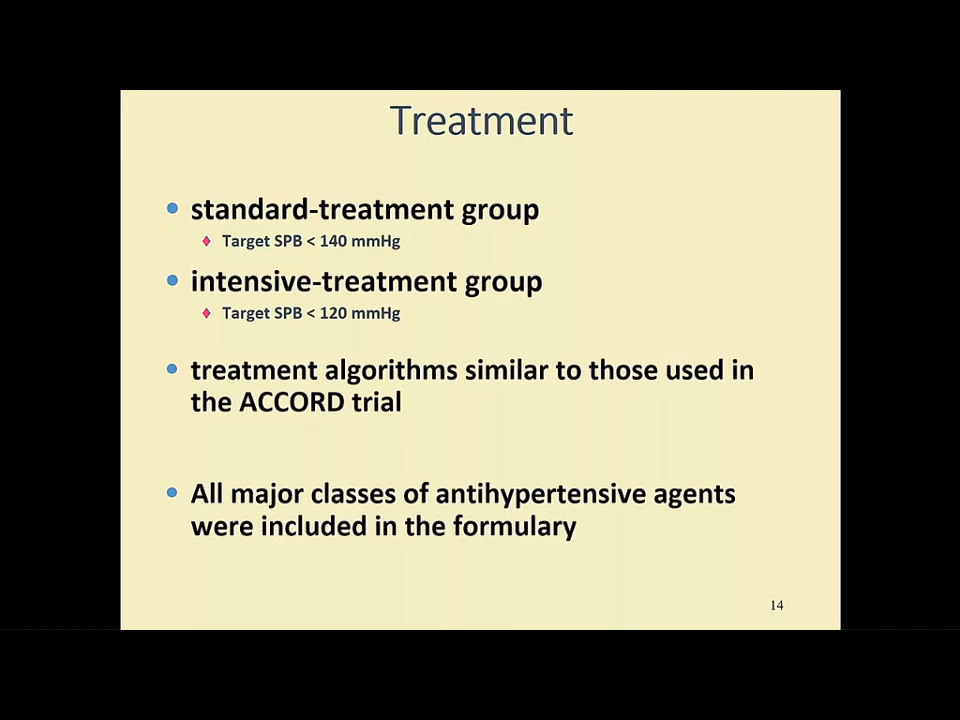 Treatment
standard-treatment group
Target SPB < 140 mmHg
intensive-treatment group
Target SPB < 120 mmHg
treatment algorithms similar to those used in
the ACCORD trial
All major classes of antihypertensive agents
were included in the formulary
14